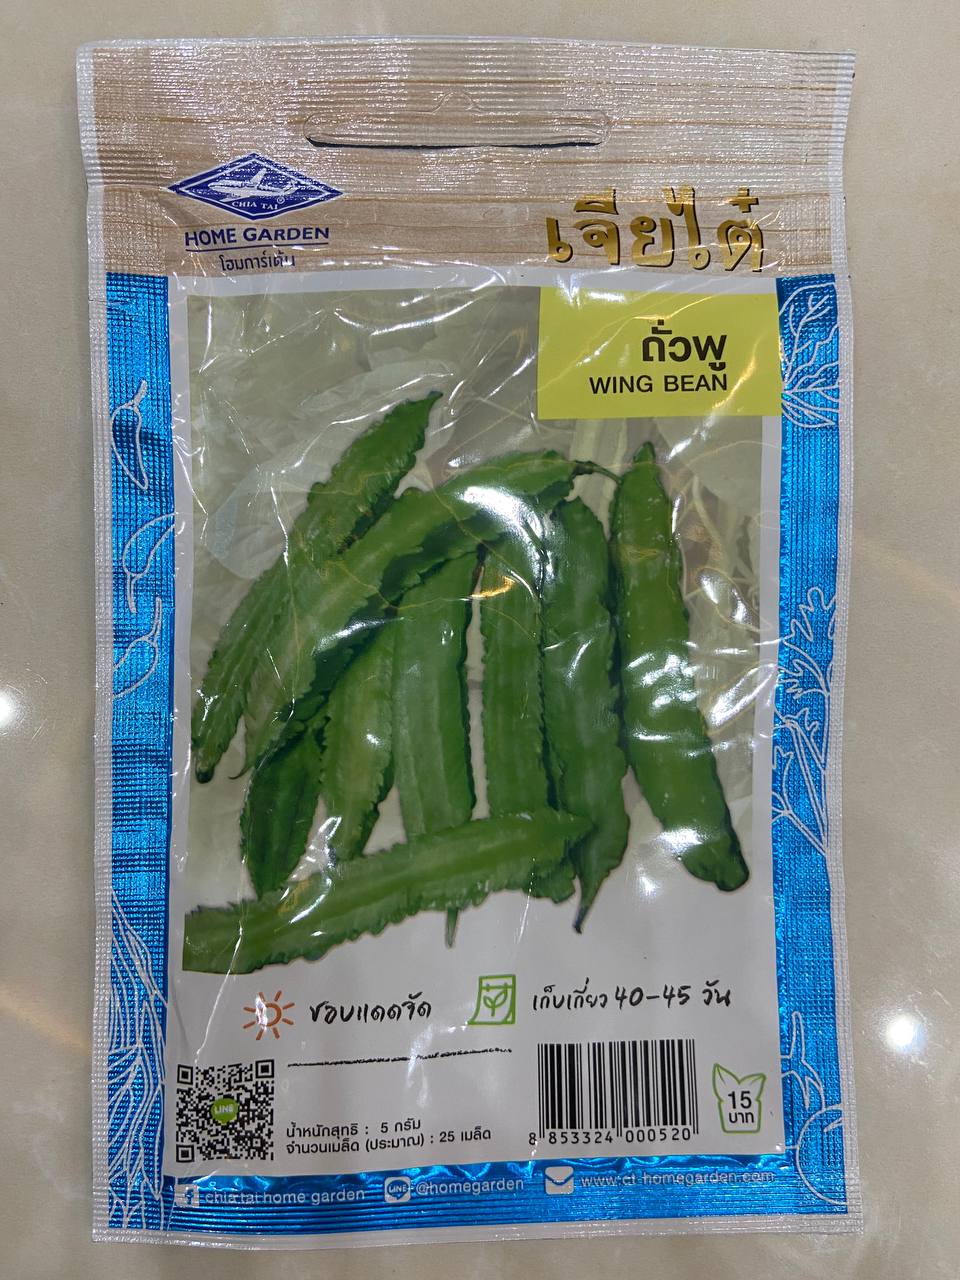 CHIA TAI®
HOME GARDEN
โฮมการ์เด้น
เจียไต๋
ถั่วพู
WING BEAN
ชอบแดดจัด
เก็บเกี่ยว 40-45 วัน
LINE
น้ำหนักสุทธิ : 5 กรัม
จำนวนเมล็ด (ประมาณ) : 25 เมล็ด
8 853324 000520
15
บาท
chia tai home garden
LINE @homegarden
www.ct-homegarden.com